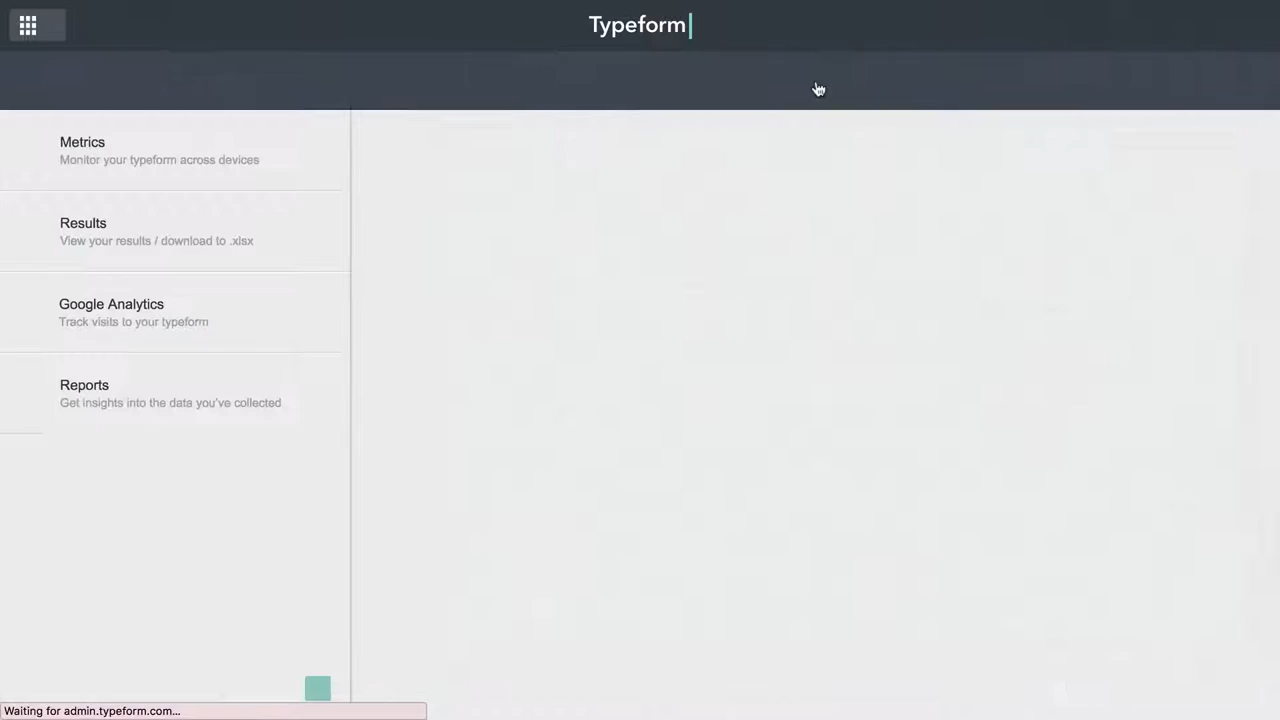 Typeform
Metrics
Monitor your typeform across devices
Results
View your results / download to .xlsx
Google Analytics
Track visits to your typeform
Reports
Get insights into the data you've collected
Waiting for admin.typeform.com...